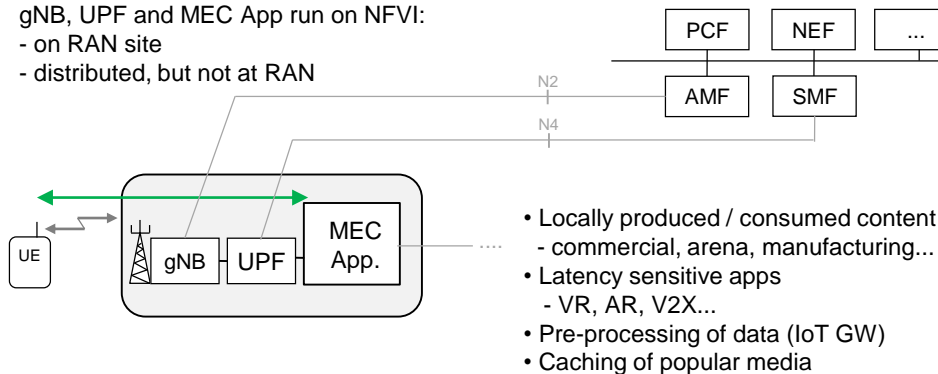 gNB, UPF and MEC App run on NFVI:
- on RAN site
- distributed, but not at RAN
PCF
NEF
...
AMF
SMF
N2
N4
UE
gNB
UPF
MEC
App.
....
• Locally produced / consumed content
- commercial, arena, manufacturing...
• Latency sensitive apps
- VR, AR, V2X...
• Pre-processing of data (IoT GW)
• Caching of popular media